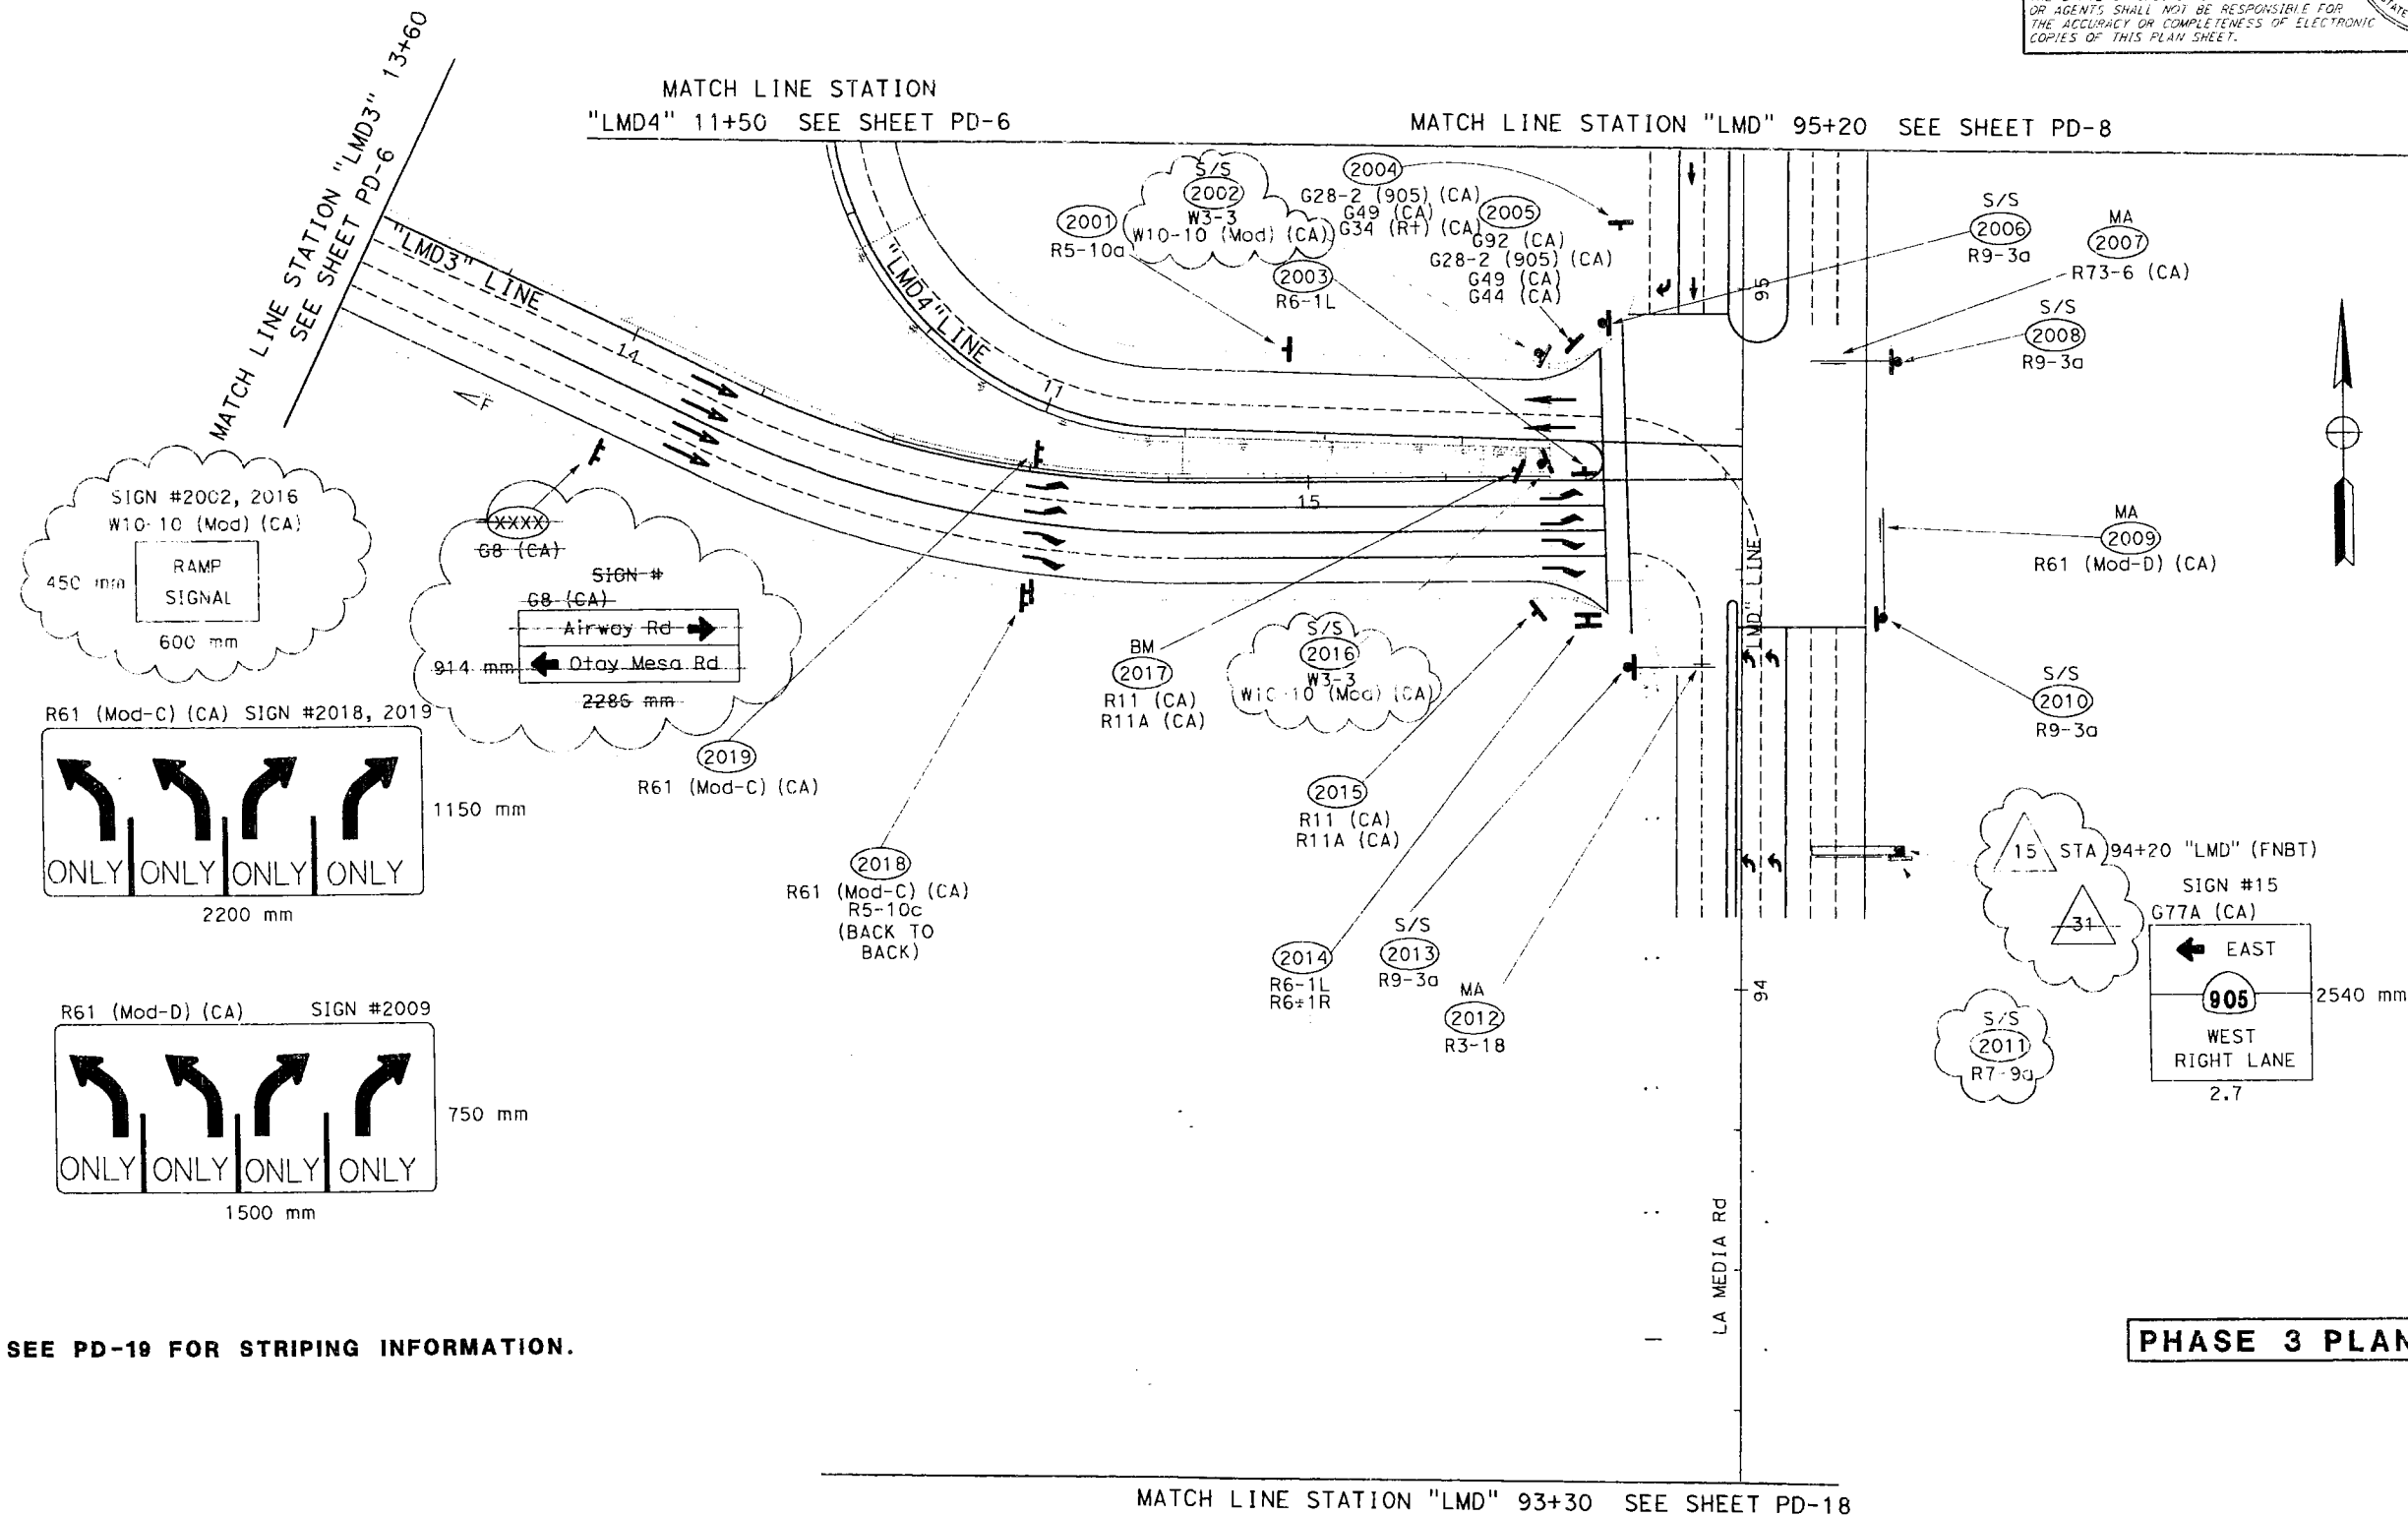 OR AGENTS SHALL NOT BE RESPONSIBLE FOR
THE ACCURACY OR COMPLETENESS OF ELECTRONIC
COPIES OF THIS PLAN SHEET.
MATCH LINE STATION "LMD3" 13+60
SEE SHEET PD-6
MATCH LINE STATION
"LMD4" 11+50 SEE SHEET PD-6
MATCH LINE STATION "LMD" 95+20 SEE SHEET PD-8
"LMD3" LINE
"LMD4" LINE
14
11
15
F
95
94
LMD" LINE
LA MEDIA Rd
2001
R5-10a
S/S
2002
W3-3
W10-10 (Mod) (CA)
2003
R6-1L
2004
G28-2 (905) (CA)
G49 (CA)
G34 (Rt) (CA)
2005
G92 (CA)
G28-2 (905) (CA)
G49 (CA)
G44 (CA)
S/S
2006
R9-3a
MA
2007
R73-6 (CA)
S/S
2008
R9-3a
MA
2009
R61 (Mod-D) (CA)
S/S
2010
R9-3a
SIGN #2002, 2016
W10-10 (Mod) (CA)
RAMP
SIGNAL
450 mm
600 mm
XXXX
G8 (CA)
SIGN #
G8 (CA)
Airway Rd
Otay Mesa Rd
914 mm
2286 mm
2019
R61 (Mod-C) (CA)
BM
2017
R11 (CA)
R11A (CA)
S/S
2016
W3-3
W10-10 (Mod) (CA)
2015
R11 (CA)
R11A (CA)
2018
R61 (Mod-C) (CA)
R5-10c
(BACK TO
BACK)
2014
R6-1L
R6-1R
S/S
2013
R9-3a
MA
2012
R3-18
R61 (Mod-C) (CA) SIGN #2018, 2019
ONLY ONLY ONLY ONLY
1150 mm
2200 mm
R61 (Mod-D) (CA) SIGN #2009
ONLY ONLY ONLY ONLY
750 mm
1500 mm
15 STA 94+20 "LMD" (FNBT)
31
SIGN #15
G77A (CA)
EAST
905
WEST
RIGHT LANE
2540 mm
2.7
S/S
2011
R7-9a
SEE PD-19 FOR STRIPING INFORMATION.
PHASE 3 PLAN
MATCH LINE STATION "LMD" 93+30 SEE SHEET PD-18